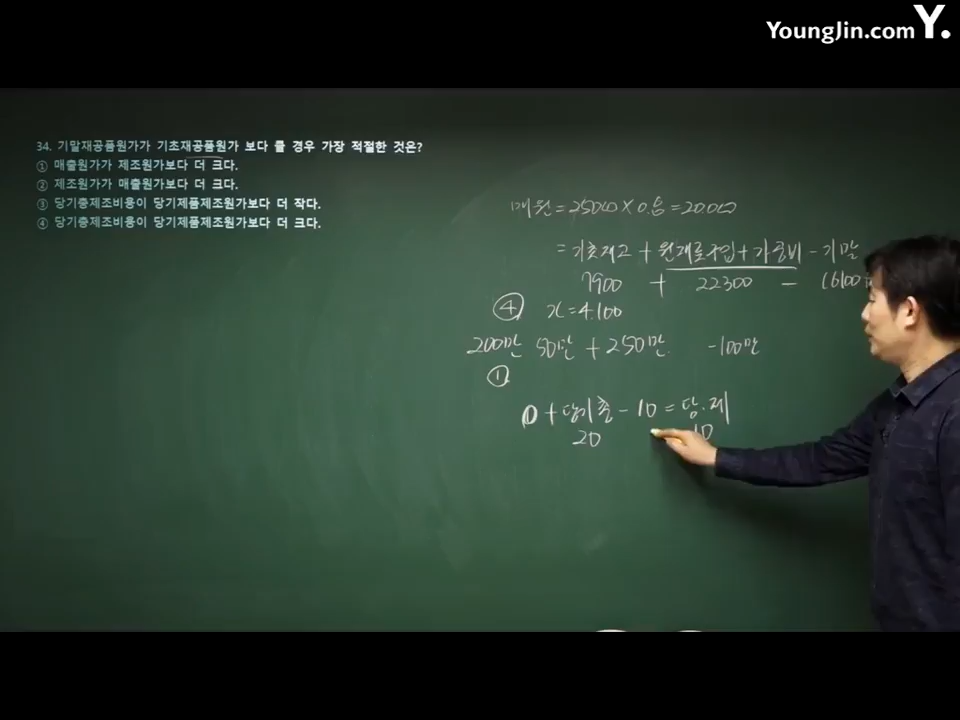 YoungJin.com Y.
34. 기말재공품원가가 기초재공품원가 보다 클 경우 가장 적절한 것은?
① 매출원가가 제조원가보다 더 크다.
② 제조원가가 매출원가보다 더 크다.
③ 당기총제조비용이 당기제품제조원가보다 더 작다.
④ 당기총제조비용이 당기제품제조원가보다 더 크다.
매원 = 25000 × 0.8 = 20.000
= 기초재고 + 원재료투입 + 가공비 - 기말
7900 + 22300 - (6100
④ x = 4.100
200만 50만 + 250만 -100만
①
0 + 당기총 - 10 = 당.제
20 10